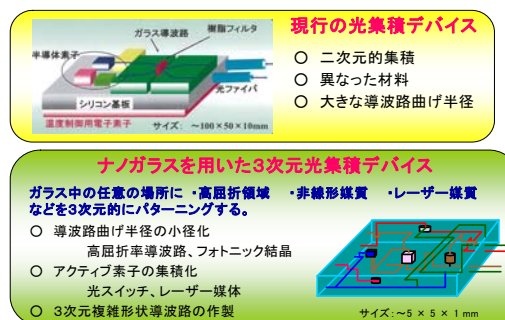 現行の光集積デバイス
ガラス導波路
樹脂フィルタ
半導体素子
光ファイバ
シリコン基板
温度制御用電子素子
サイズ: ~100×50×10mm
○ 二次元的集積
○ 異なった材料
○ 大きな導波路曲げ半径
ナノガラスを用いた3次元光集積デバイス
ガラス中の任意の場所に ・高屈折領域 ・非線形媒質 ・レーザー媒質
などを3次元的にパターニングする。
○ 導波路曲げ半径の小径化
高屈折率導波路、フォトニック結晶
○ アクティブ素子の集積化
光スイッチ、レーザー媒体
○ 3次元複雑形状導波路の作製
サイズ:~5 × 5 × 1 mm